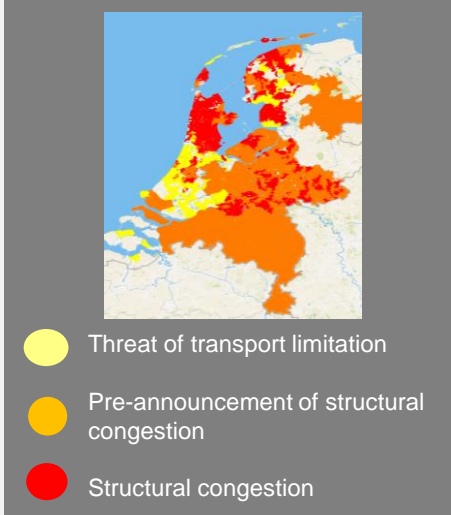 Threat of transport limitation
Pre-announcement of structural
congestion
Structural congestion